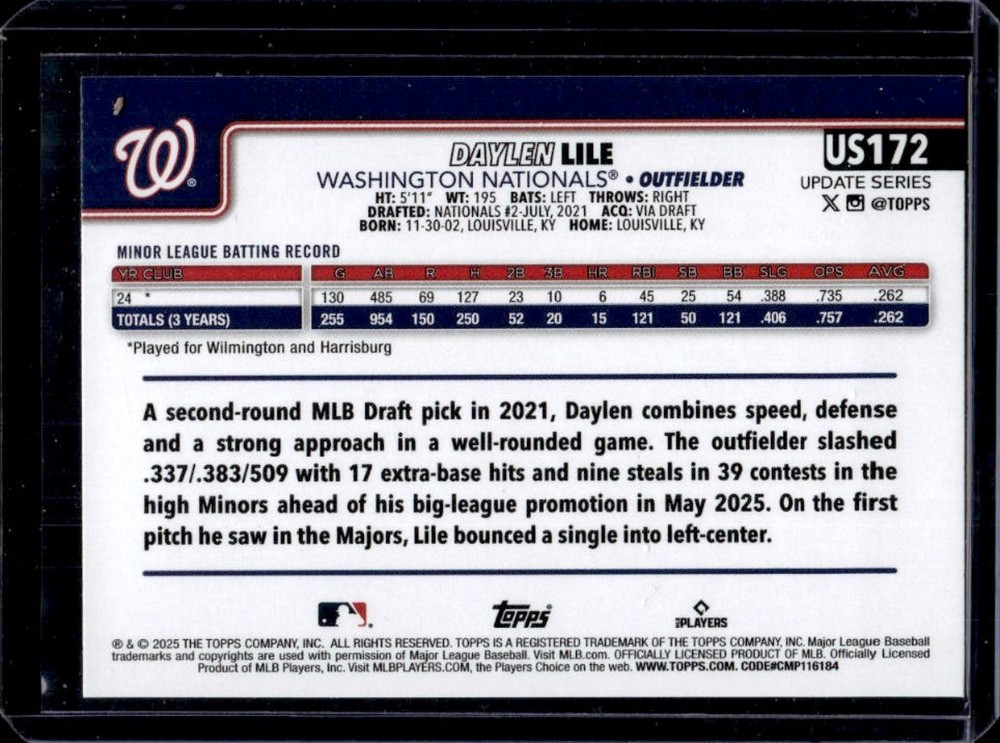 W®
DAYLEN LILE
US172
WASHINGTON NATIONALS® • OUTFIELDER
UPDATE SERIES
HT: 5'11" WT: 195 BATS: LEFT THROWS: RIGHT
@TOPPS
DRAFTED: NATIONALS #2-JULY, 2021 ACQ: VIA DRAFT
BORN: 11-30-02, LOUISVILLE, KY HOME: LOUISVILLE, KY
MINOR LEAGUE BATTING RECORD
YR CLUB G AB R H 2B 3B HR RBI SB BB SLG OPS AVG
24 * 130 485 69 127 23 10 6 45 25 54 .388 .735 .262
TOTALS (3 YEARS) 255 954 150 250 52 20 15 121 50 121 .406 .757 .262
*Played for Wilmington and Harrisburg
A second-round MLB Draft pick in 2021, Daylen combines speed, defense
and a strong approach in a well-rounded game. The outfielder slashed
.337/.383/509 with 17 extra-base hits and nine steals in 39 contests in the
high Minors ahead of his big-league promotion in May 2025. On the first
pitch he saw in the Majors, Lile bounced a single into left-center.
Topps
PLAYERS
® & © 2025 THE TOPPS COMPANY, INC. ALL RIGHTS RESERVED. TOPPS IS A REGISTERED TRADEMARK OF THE TOPPS COMPANY, INC. Major League Baseball
trademarks and copyrights are used with permission of Major League Baseball. Visit MLB.com. OFFICIALLY LICENSED PRODUCT OF MLB. Officially Licensed
Product of MLB Players, Inc. Visit MLBPLAYERS.COM, the Players Choice on the web. WWW.TOPPS.COM. CODE#CMP116184